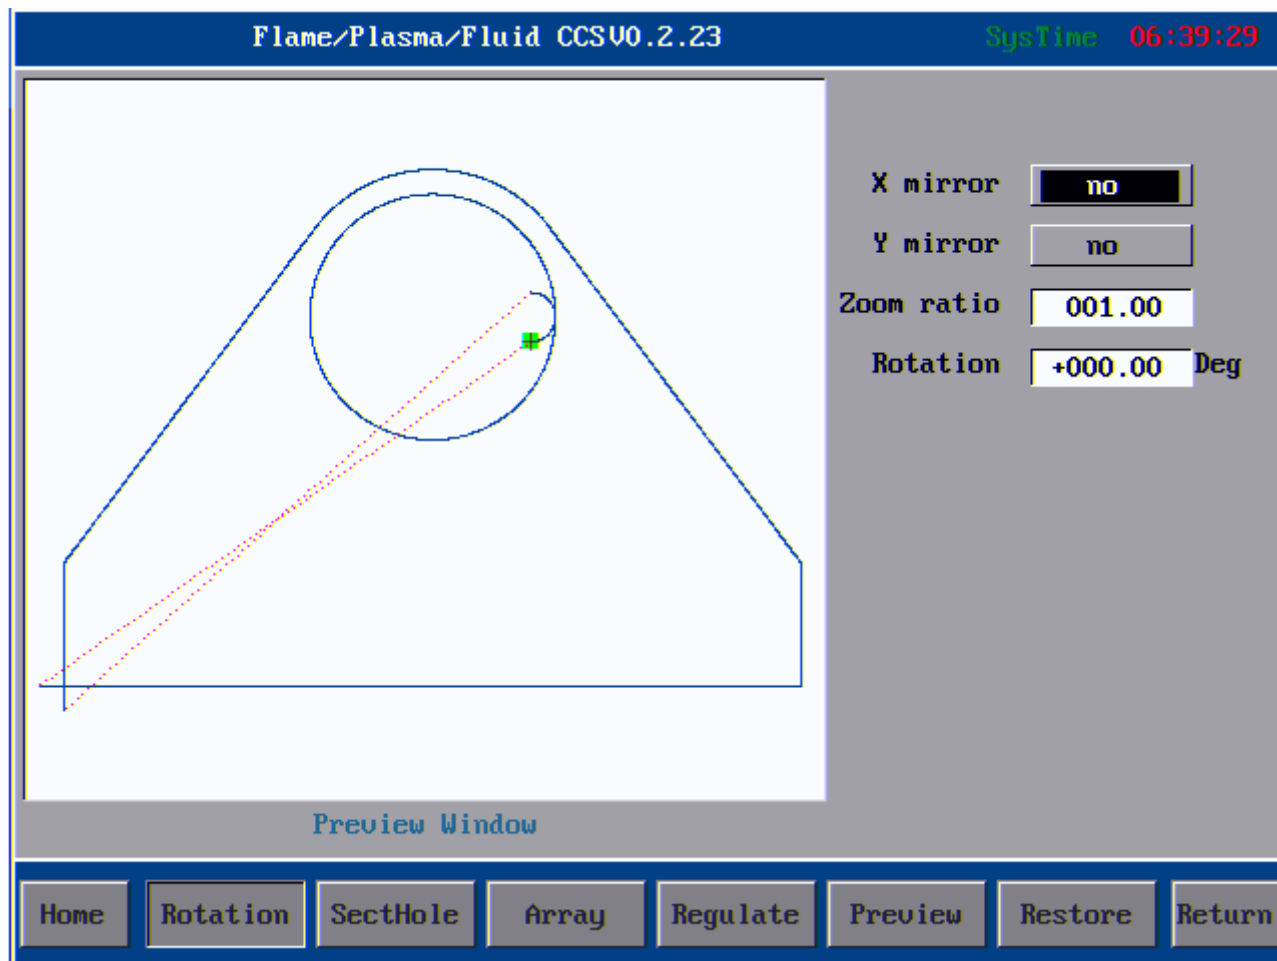 Flame/Plasma/Fluid CCSV0.2.23 SysTime 06:39:29
X mirror no
Y mirror no
Zoom ratio 001.00
Rotation +000.00 Deg
Preview Window
Home Rotation SectHole Array Regulate Preview Restore Return